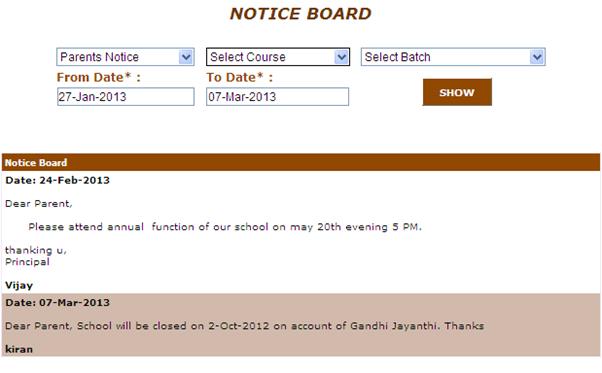 NOTICE BOARD
Parents Notice Select Course Select Batch
From Date* : To Date* :
27-Jan-2013 07-Mar-2013 SHOW
Notice Board
Date: 24-Feb-2013
Dear Parent,
Please attend annual function of our school on may 20th evening 5 PM.
thanking u,
Principal
Vijay
Date: 07-Mar-2013
Dear Parent, School will be closed on 2-Oct-2012 on account of Gandhi Jayanthi. Thanks
kiran